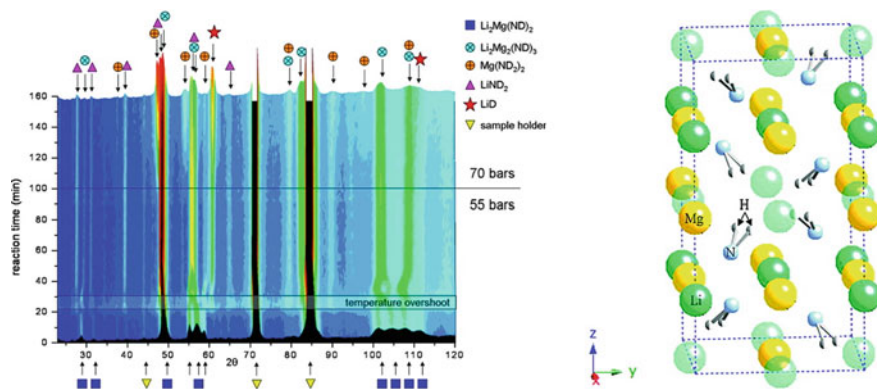 Li₂Mg(ND)₂
Li₂Mg₂(ND)₃
Mg(ND₂)₂
LiND₂
LiD
sample holder
reaction time (min)
160
140
120
100
80
60
40
20
0
70 bars
55 bars
temperature overshoot
30 40 50 60 70 80 90 100 110 120
2θ
H
Mg
N
Li
z
y
x